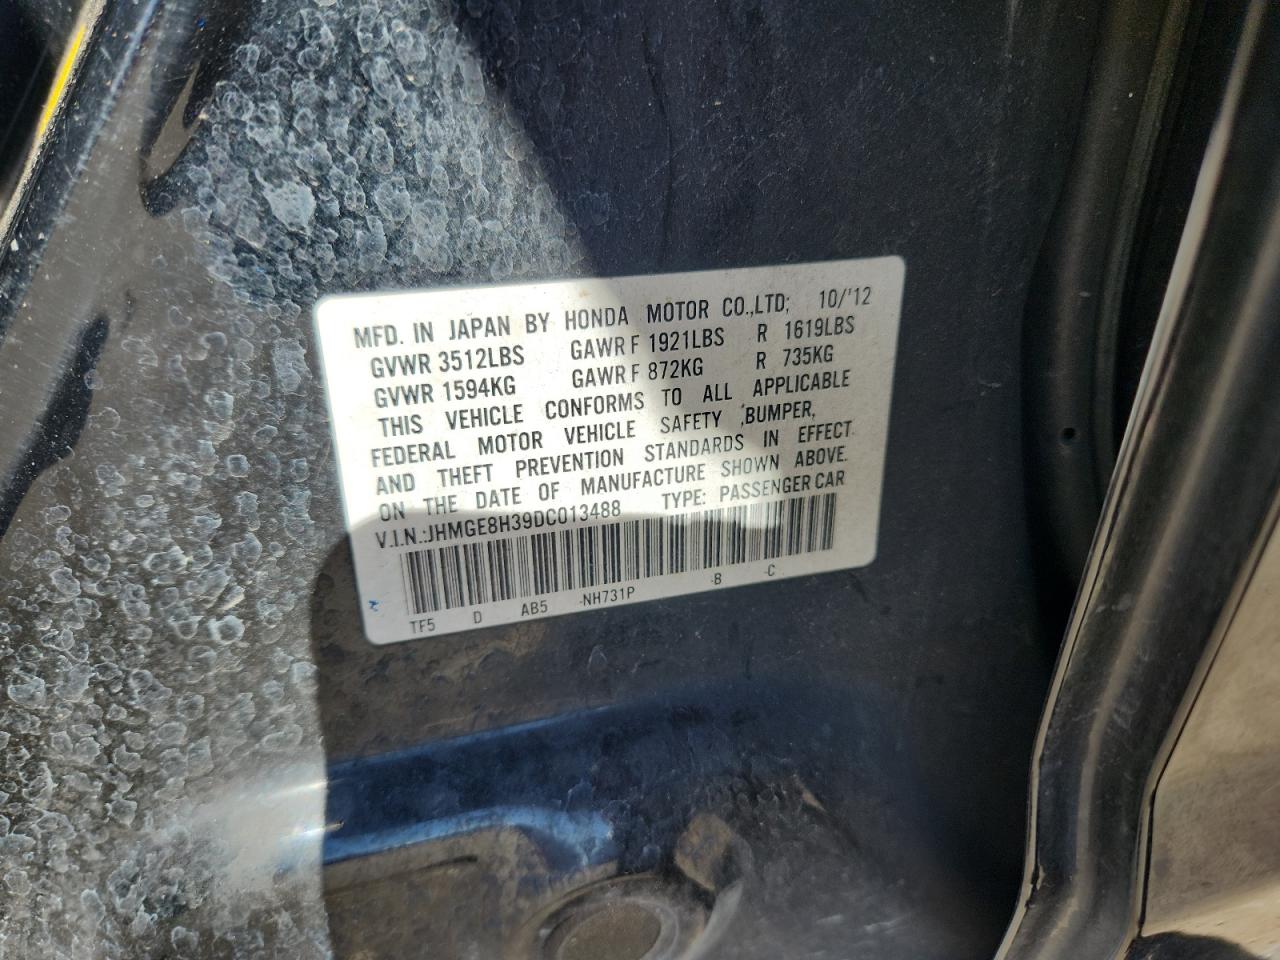 MFD. IN JAPAN BY HONDA MOTOR CO.,LTD; 10/'12
GVWR 3512LBS GAWR F 1921LBS R 1619LBS
GVWR 1594KG GAWR F 872KG R 735KG
THIS VEHICLE CONFORMS TO ALL APPLICABLE
FEDERAL MOTOR VEHICLE SAFETY ,BUMPER,
AND THEFT PREVENTION STANDARDS IN EFFECT
ON THE DATE OF MANUFACTURE SHOWN ABOVE.
V.I.N.:JHMGE8H39DC013488 TYPE: PASSENGER CAR
TF5 D AB5 -NH731P -B -C